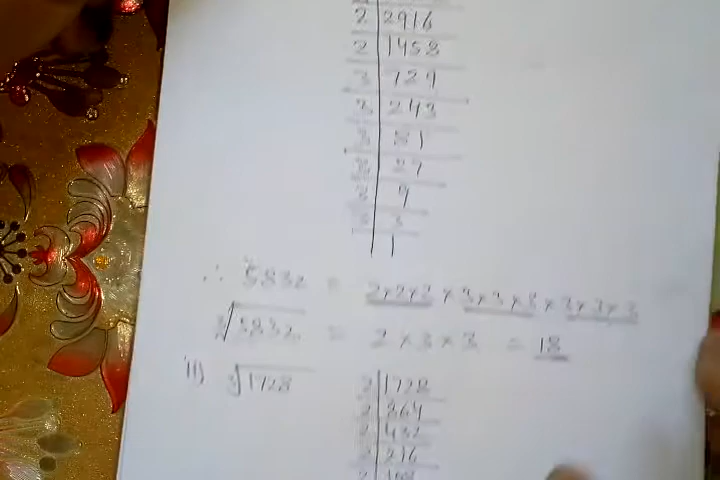 2 | 2916
2 | 1458
3 | 729
3 | 243
3 | 81
3 | 27
3 | 9
3 | 3
1
∴ 5832 = 2×2×2 × 3×3×3 × 3×3×3
∛5832 = 2×3×3 = 18
ii) ∛1728
2 | 1728
2 | 864
2 | 432
2 | 216
2 | 108